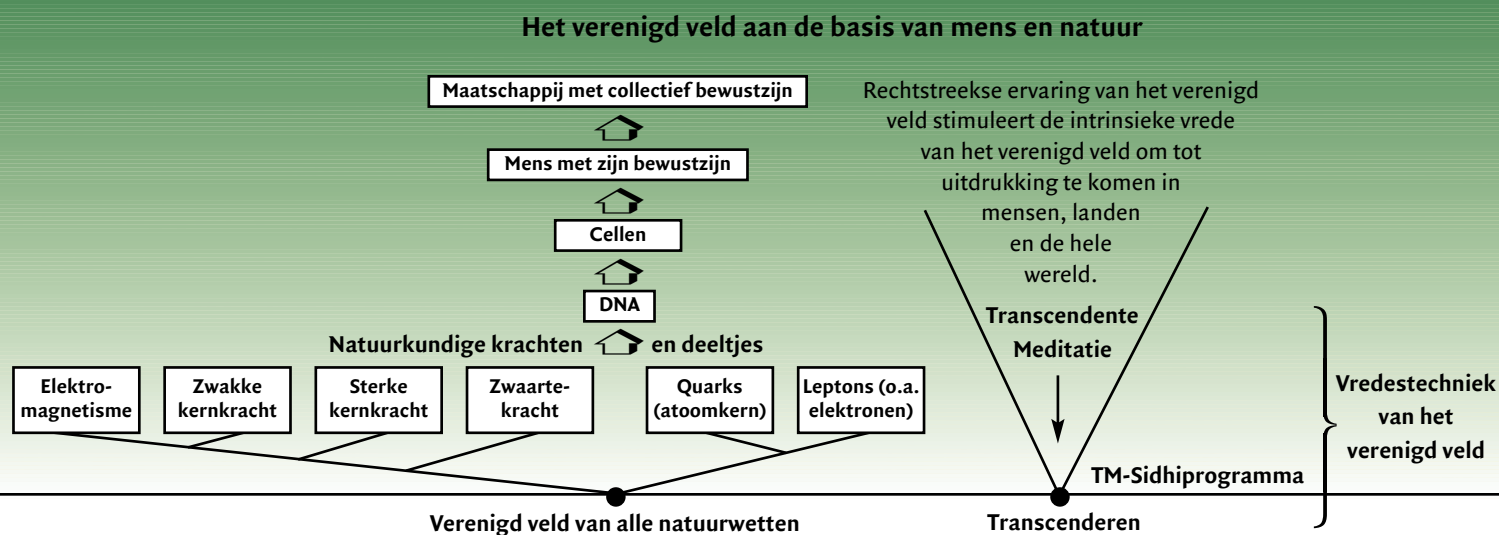 Het verenigd veld aan de basis van mens en natuur
Maatschappij met collectief bewustzijn
Mens met zijn bewustzijn
Cellen
DNA
Natuurkundige krachten en deeltjes
Elektro-
magnetisme
Zwakke
kernkracht
Sterke
kernkracht
Zwaarte-
kracht
Quarks
(atoomkern)
Leptons (o.a.
elektronen)
Verenigd veld van alle natuurwetten
Rechtstreekse ervaring van het verenigd
veld stimuleert de intrinsieke vrede
van het verenigd veld om tot
uitdrukking te komen in
mensen, landen
en de hele
wereld.
Transcendente
Meditatie
TM-Sidhiprogramma
Transcenderen
Vredestechniek
van het
verenigd veld